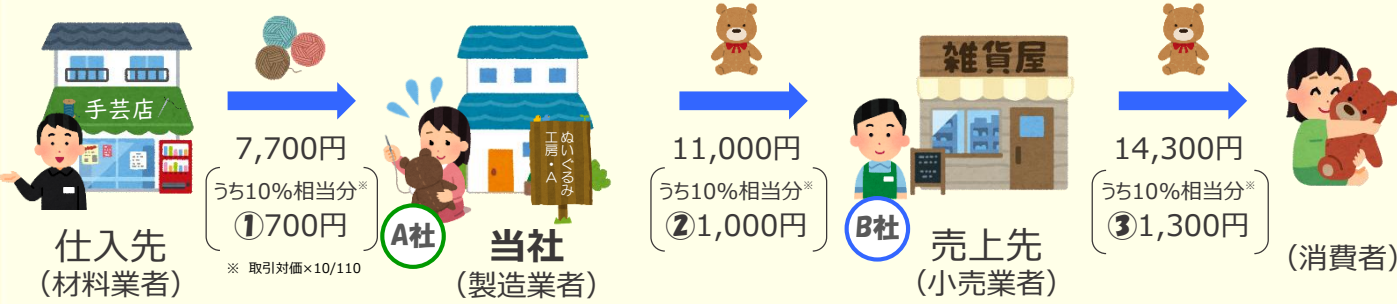 手芸店
7,700円
うち10%相当分※
①700円
※ 取引対価×10/110
仕入先
(材料業者)
ぬいぐるみ
工房・A
A社
当社
(製造業者)
11,000円
うち10%相当分※
②1,000円
雑貨屋
B社
売上先
(小売業者)
14,300円
うち10%相当分※
③1,300円
(消費者)